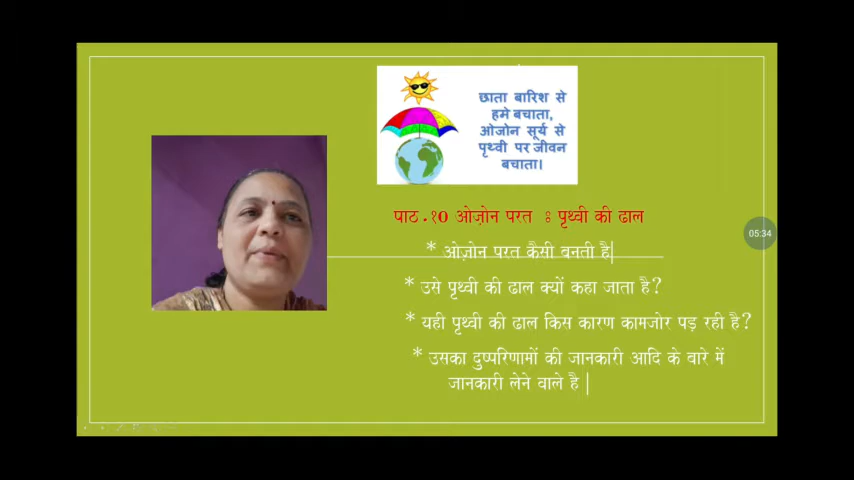 छाता बारिश से
हमे बचाता,
ओजोन सूर्य से
पृथ्वी पर जीवन
बचाता।
पाठ.१0 ओज़ोन परत : पृथ्वी की ढाल
* ओज़ोन परत कैसी बनती है|
* उसे पृथ्वी की ढाल क्यों कहा जाता है?
* यही पृथ्वी की ढाल किस कारण कामजोर पड़ रही है?
* उसका दुष्परिणामों की जानकारी आदि के बारे में
जानकारी लेने वाले है |
05:34